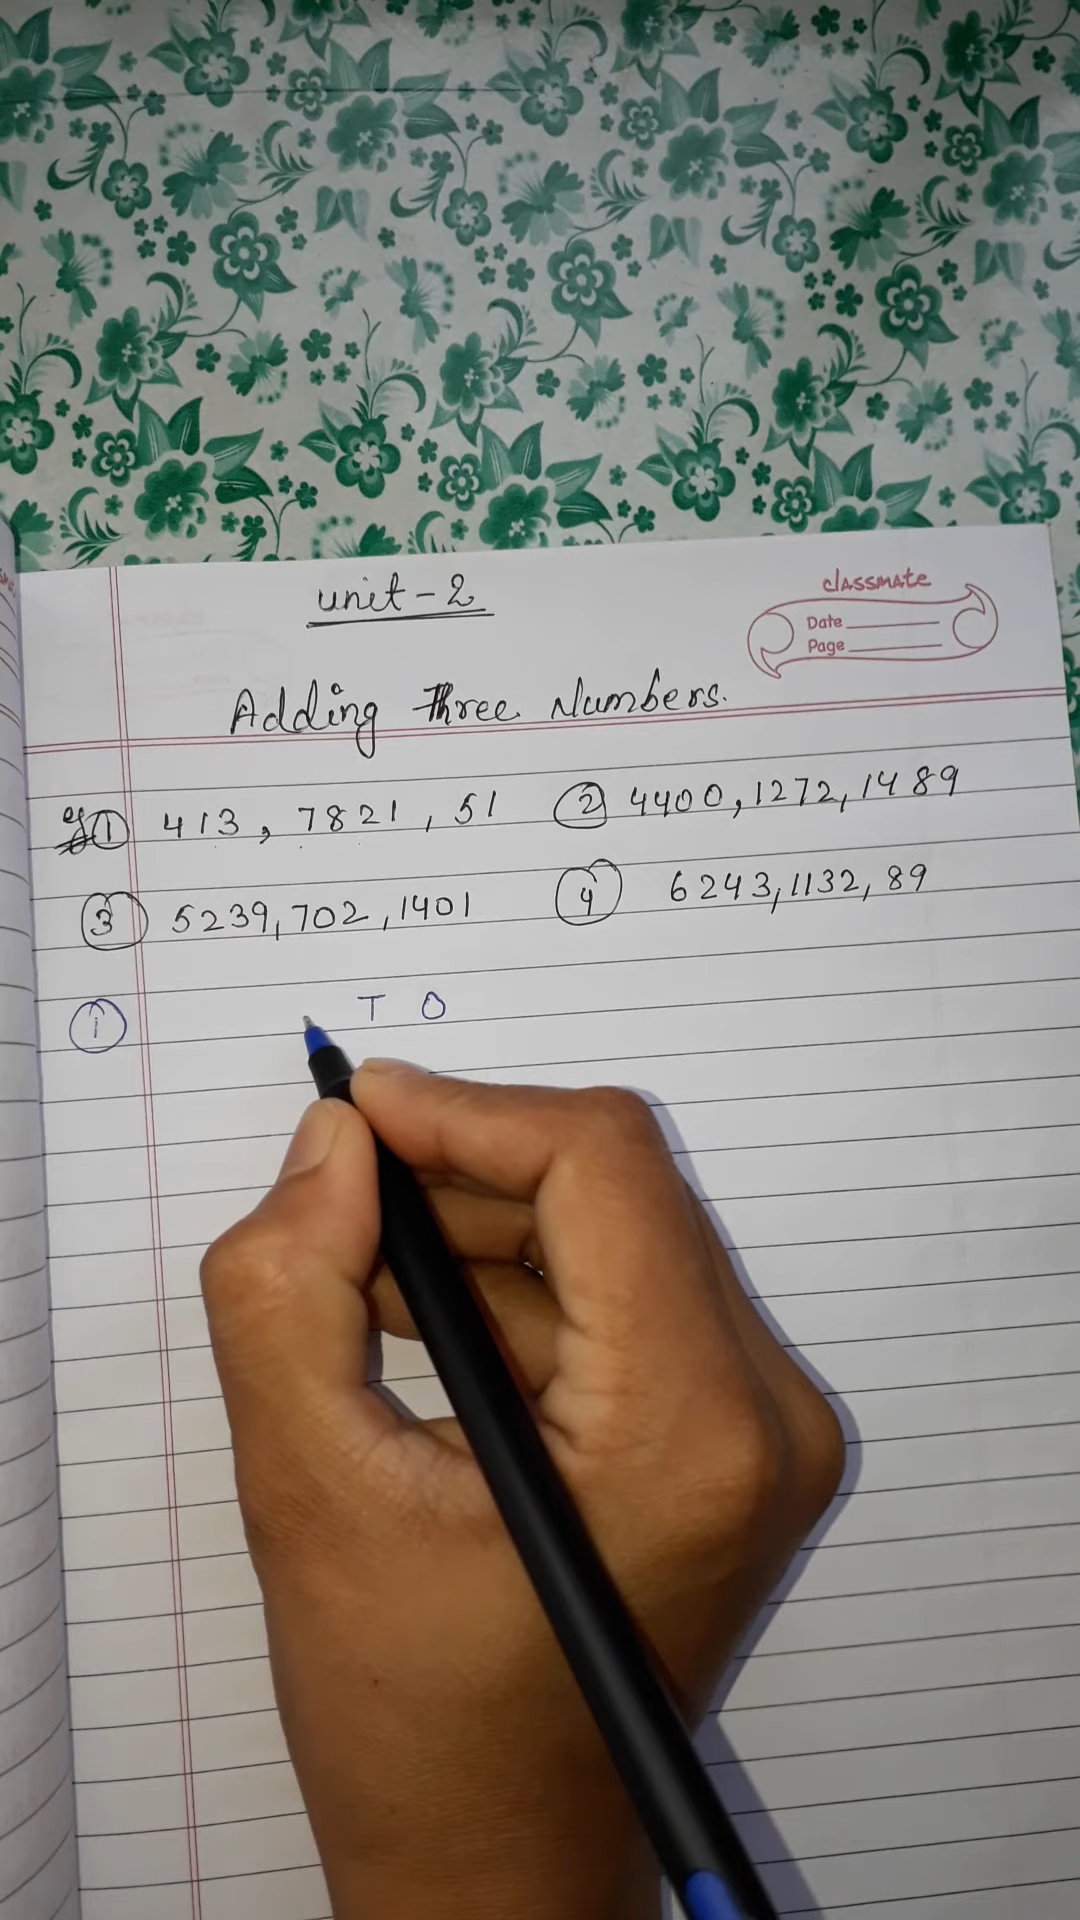 unit - 2
classmate
Date
Page
Adding Three Numbers.
① 413, 7821, 51 ② 4400, 1272, 1489
③ 5239, 702, 1401 ④ 6243, 1132, 89
① T O